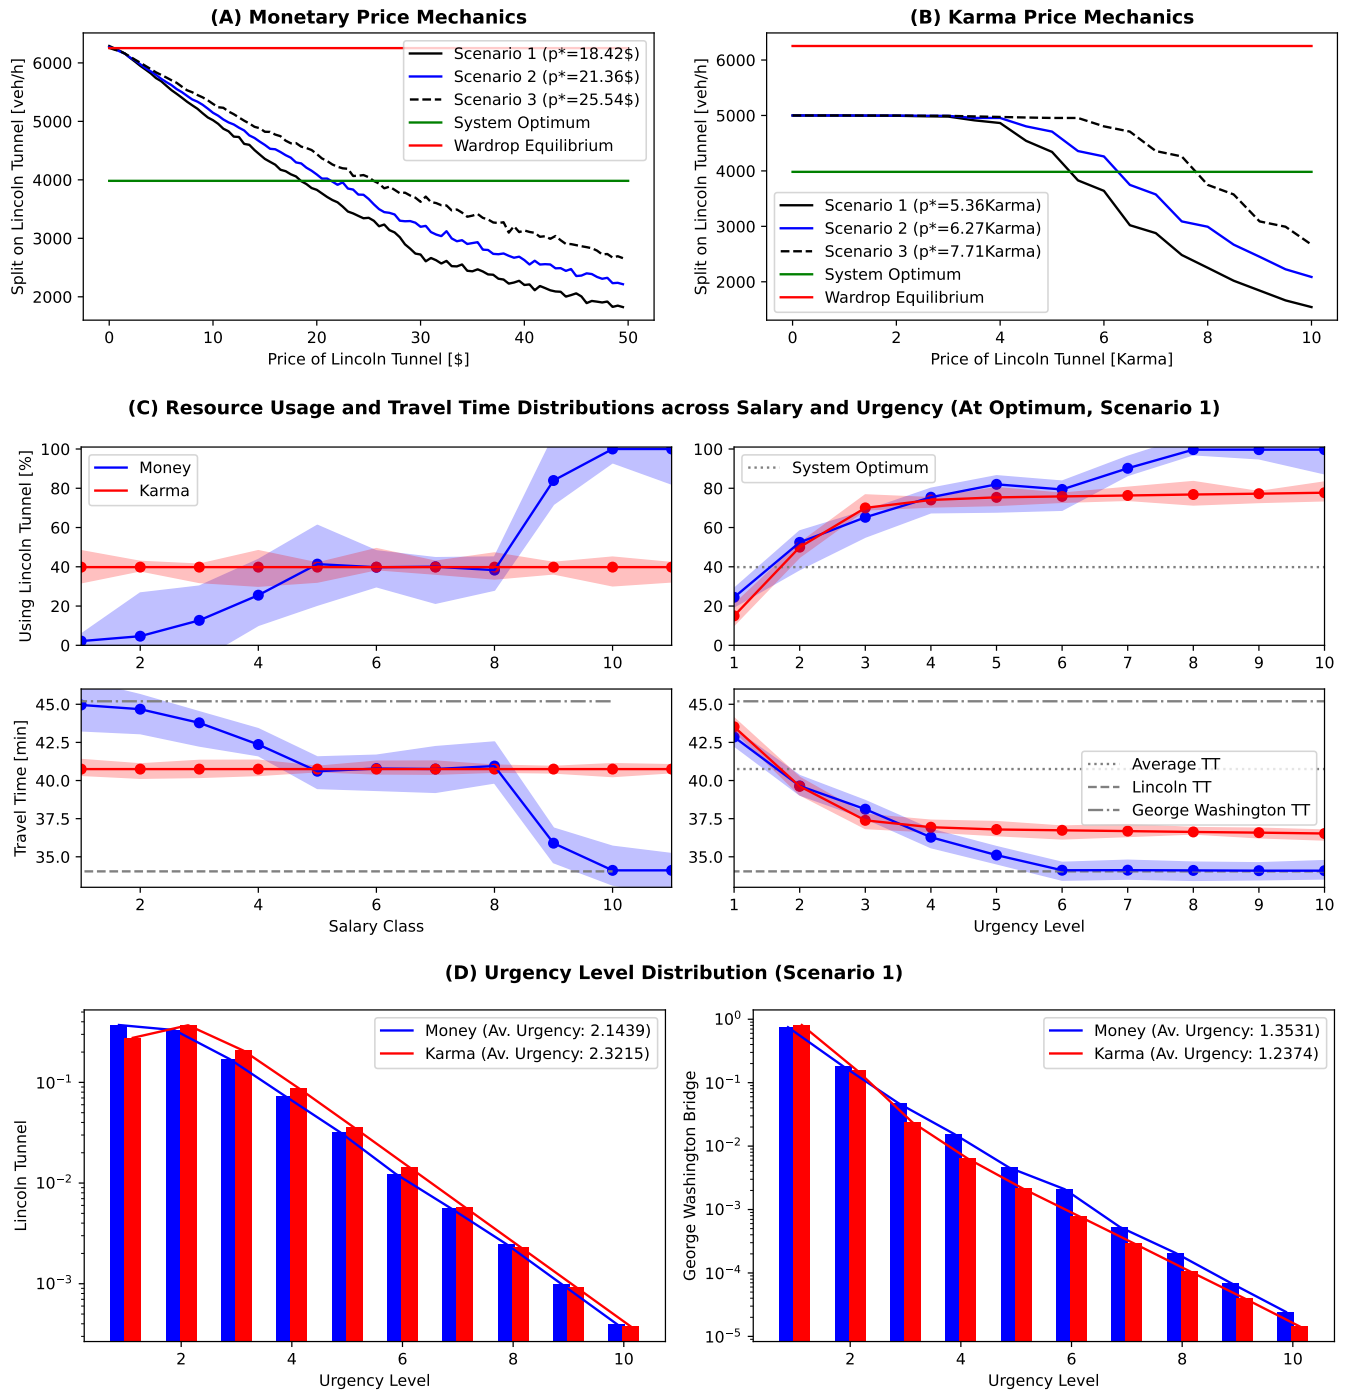 (A) Monetary Price Mechanics
Split on Lincoln Tunnel [veh/h]
6000
5000
4000
3000
2000
Scenario 1 (p*=18.42$)
Scenario 2 (p*=21.36$)
Scenario 3 (p*=25.54$)
System Optimum
Wardrop Equilibrium
0 10 20 30 40 50
Price of Lincoln Tunnel [$]
(B) Karma Price Mechanics
Split on Lincoln Tunnel [veh/h]
6000
5000
4000
3000
2000
Scenario 1 (p*=5.36Karma)
Scenario 2 (p*=6.27Karma)
Scenario 3 (p*=7.71Karma)
System Optimum
Wardrop Equilibrium
0 2 4 6 8 10
Price of Lincoln Tunnel [Karma]
(C) Resource Usage and Travel Time Distributions across Salary and Urgency (At Optimum, Scenario 1)
Using Lincoln Tunnel [%]
100
80
60
40
20
0
Money
Karma
2 4 6 8 10
100
80
60
40
20
0
System Optimum
1 2 3 4 5 6 7 8 9 10
Travel Time [min]
45.0
42.5
40.0
37.5
35.0
2 4 6 8 10
Salary Class
45.0
42.5
40.0
37.5
35.0
Average TT
Lincoln TT
George Washington TT
1 2 3 4 5 6 7 8 9 10
Urgency Level
(D) Urgency Level Distribution (Scenario 1)
Lincoln Tunnel
10⁻¹
10⁻²
10⁻³
Money (Av. Urgency: 2.1439)
Karma (Av. Urgency: 2.3215)
2 4 6 8 10
Urgency Level
George Washington Bridge
10⁰
10⁻¹
10⁻²
10⁻³
10⁻⁴
10⁻⁵
Money (Av. Urgency: 1.3531)
Karma (Av. Urgency: 1.2374)
2 4 6 8 10
Urgency Level